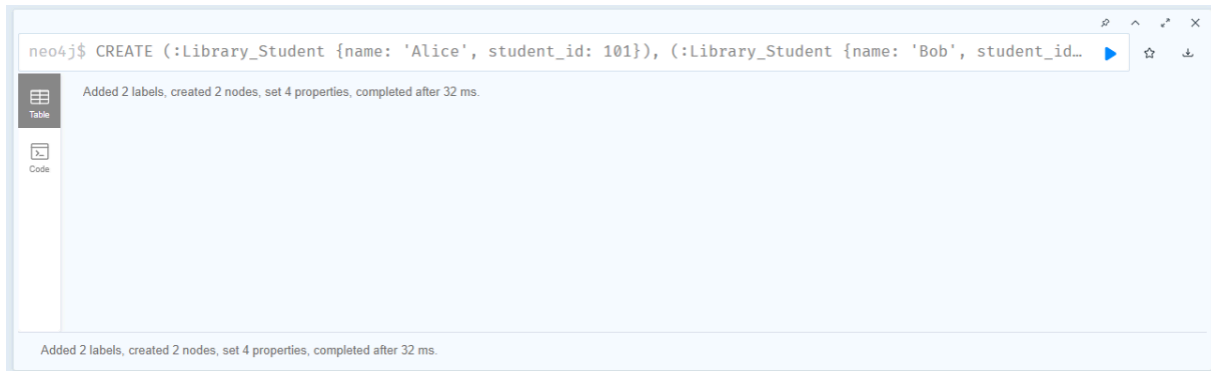 neo4j$ CREATE (:Library_Student {name: 'Alice', student_id: 101}), (:Library_Student {name: 'Bob', student_id…
Added 2 labels, created 2 nodes, set 4 properties, completed after 32 ms.
Table
Code
Added 2 labels, created 2 nodes, set 4 properties, completed after 32 ms.